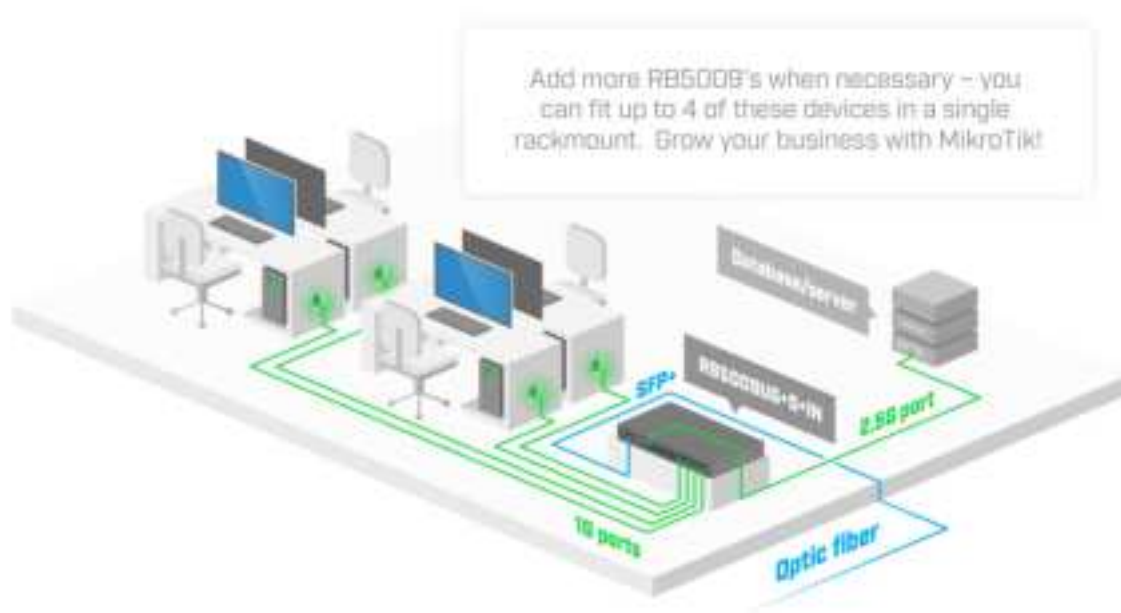 Add more RB5009's when necessary – you
can fit up to 4 of these devices in a single
rackmount. Grow your business with MikroTik!
Database/server
RB5009UG+S+IN
SFP+
2.5G port
1G ports
Optic fiber